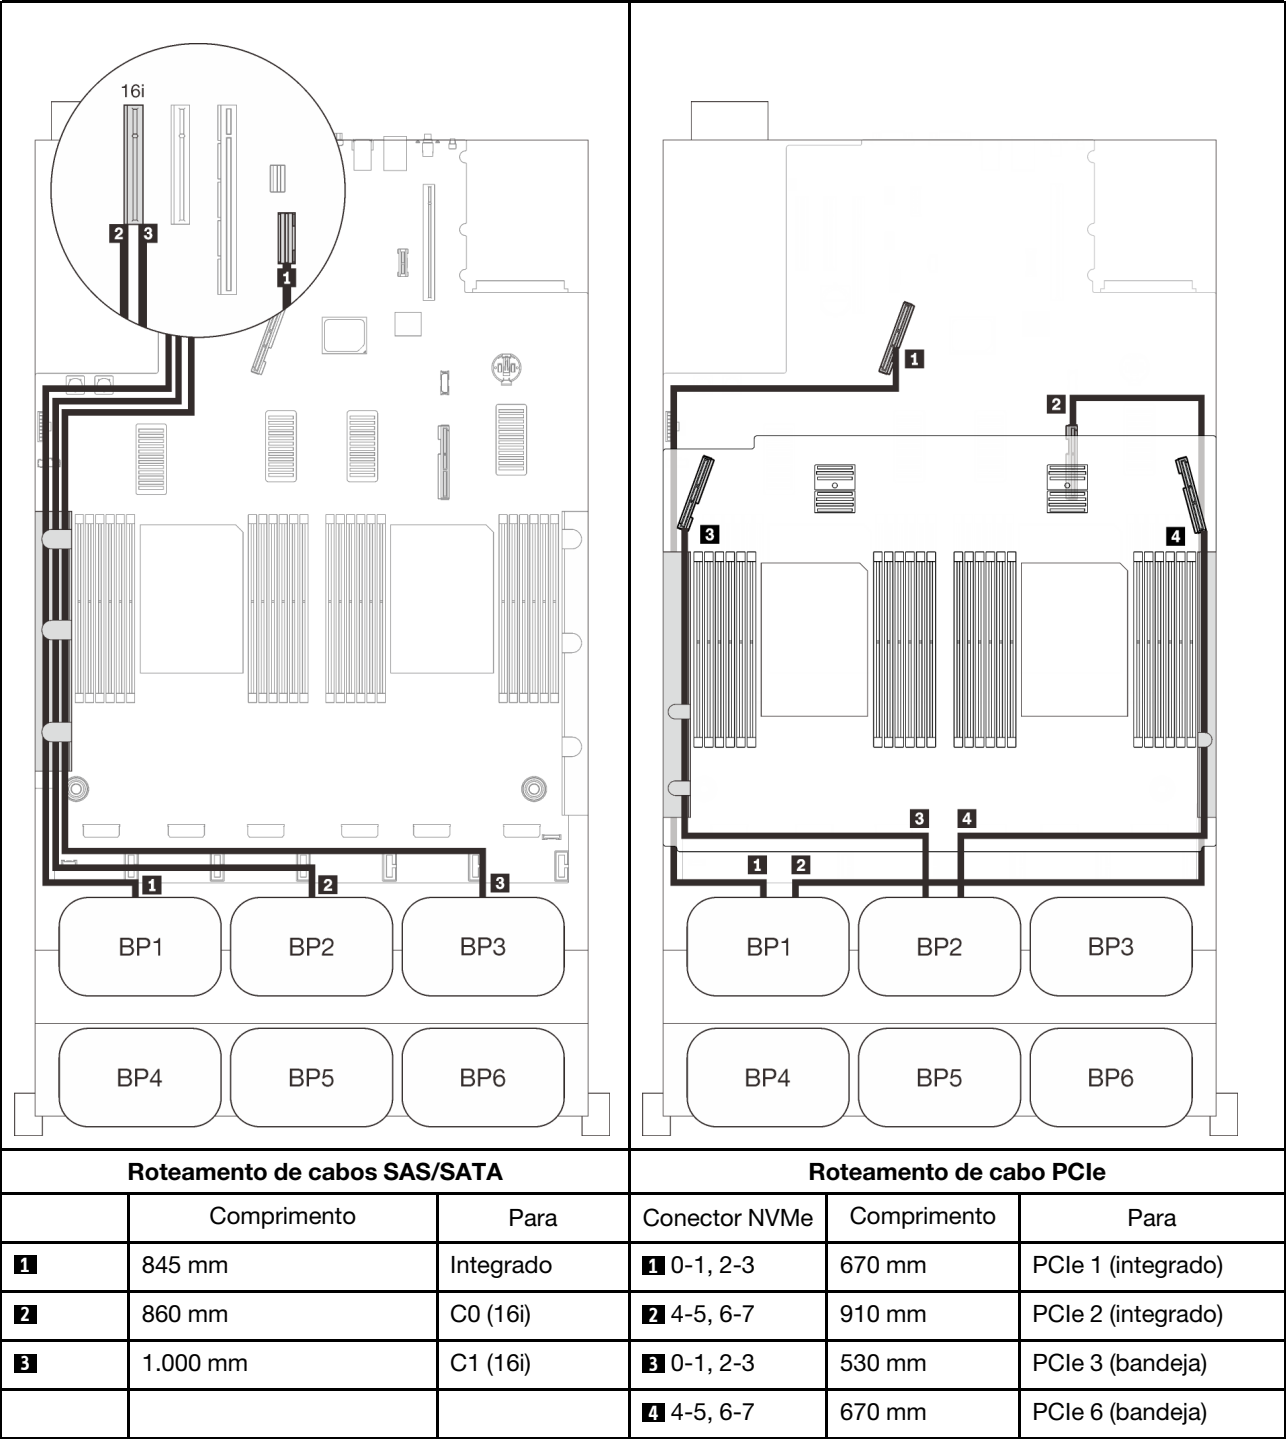 16i
2 3
1
1 2 3
BP1 BP2 BP3
BP4 BP5 BP6
1
2
3 4
3 4
1 2
BP1 BP2 BP3
BP4 BP5 BP6
Roteamento de cabos SAS/SATA
Comprimento Para
1 845 mm Integrado
2 860 mm C0 (16i)
3 1.000 mm C1 (16i)
Roteamento de cabo PCIe
Conector NVMe Comprimento Para
1 0-1, 2-3 670 mm PCIe 1 (integrado)
2 4-5, 6-7 910 mm PCIe 2 (integrado)
3 0-1, 2-3 530 mm PCIe 3 (bandeja)
4 4-5, 6-7 670 mm PCIe 6 (bandeja)